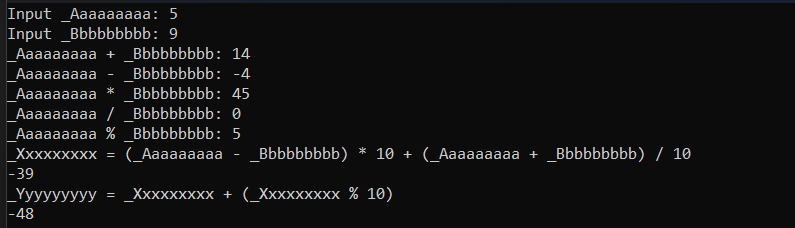 Input _Aaaaaaaaa: 5
Input _Bbbbbbbbb: 9
_Aaaaaaaaa + _Bbbbbbbbb: 14
_Aaaaaaaaa - _Bbbbbbbbb: -4
_Aaaaaaaaa * _Bbbbbbbbb: 45
_Aaaaaaaaa / _Bbbbbbbbb: 0
_Aaaaaaaaa % _Bbbbbbbbb: 5
_Xxxxxxxxx = (_Aaaaaaaaa - _Bbbbbbbbb) * 10 + (_Aaaaaaaaa + _Bbbbbbbbb) / 10
-39
_Yyyyyyyyy = _Xxxxxxxxx + (_Xxxxxxxxx % 10)
-48